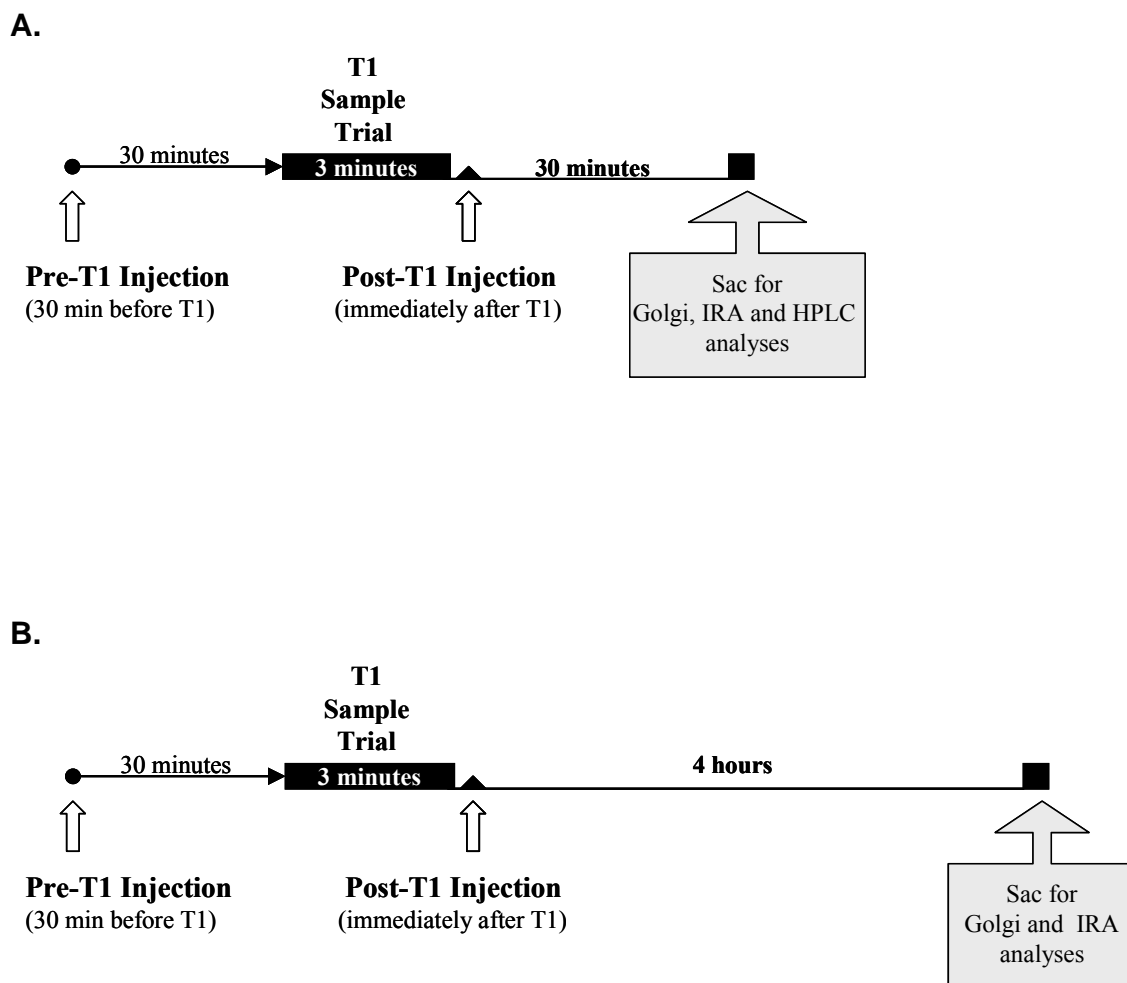 A.
T1
Sample
Trial
30 minutes
3 minutes
30 minutes
Pre-T1 Injection
(30 min before T1)
Post-T1 Injection
(immediately after T1)
Sac for
Golgi, IRA and HPLC
analyses
B.
T1
Sample
Trial
30 minutes
3 minutes
4 hours
Pre-T1 Injection
(30 min before T1)
Post-T1 Injection
(immediately after T1)
Sac for
Golgi and IRA
analyses